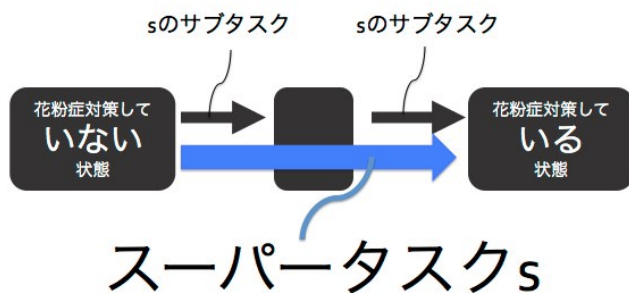 sのサブタスク
sのサブタスク
花粉症対策して
いない
状態
花粉症対策して
いる
状態
スーパータスクs